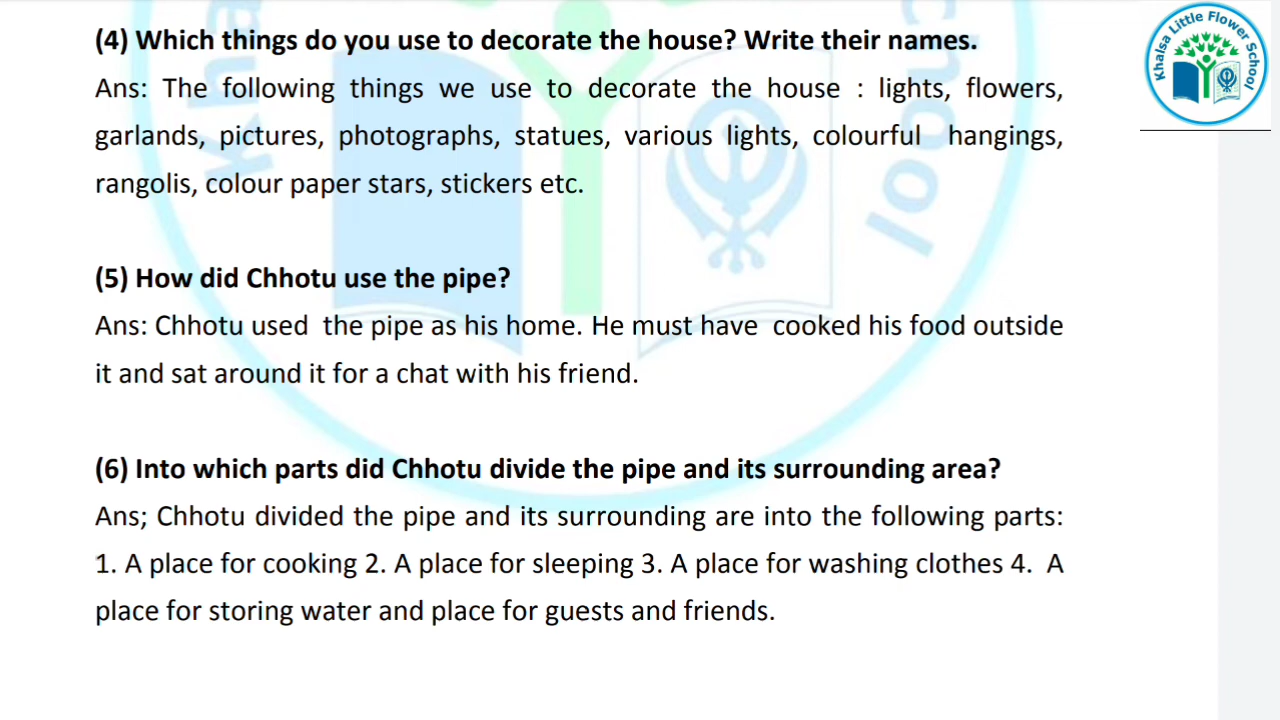 (4) Which things do you use to decorate the house? Write their names.
Ans: The following things we use to decorate the house : lights, flowers,
garlands, pictures, photographs, statues, various lights, colourful hangings,
rangolis, colour paper stars, stickers etc.
(5) How did Chhotu use the pipe?
Ans: Chhotu used the pipe as his home. He must have cooked his food outside
it and sat around it for a chat with his friend.
(6) Into which parts did Chhotu divide the pipe and its surrounding area?
Ans; Chhotu divided the pipe and its surrounding are into the following parts:
1. A place for cooking 2. A place for sleeping 3. A place for washing clothes 4. A
place for storing water and place for guests and friends.
Khalsa Little Flower School
Kha
chool